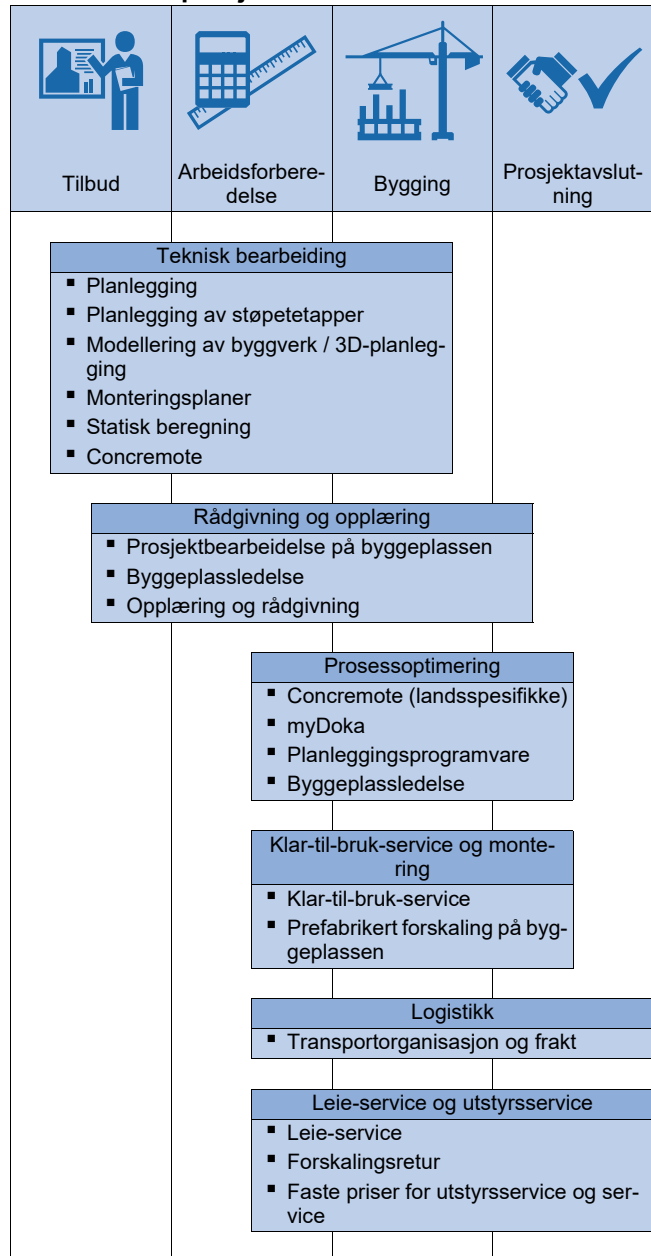 Tilbud
Arbeidsforbere-
delse
Bygging
Prosjektavslut-
ning
Teknisk bearbeiding
▪ Planlegging
▪ Planlegging av støpetetapper
▪ Modellering av byggverk / 3D-planleg-
ging
▪ Monteringsplaner
▪ Statisk beregning
▪ Concremote
Rådgivning og opplæring
▪ Prosjektbearbeidelse på byggeplassen
▪ Byggeplassledelse
▪ Opplæring og rådgivning
Prosessoptimering
▪ Concremote (landsspesifikke)
▪ myDoka
▪ Planleggingsprogramvare
▪ Byggeplassledelse
Klar-til-bruk-service og monte-
ring
▪ Klar-til-bruk-service
▪ Prefabrikert forskaling på byg-
geplassen
Logistikk
▪ Transportorganisasjon og frakt
Leie-service og utstyrsservice
▪ Leie-service
▪ Forskalingsretur
▪ Faste priser for utstyrsservice og ser-
vice